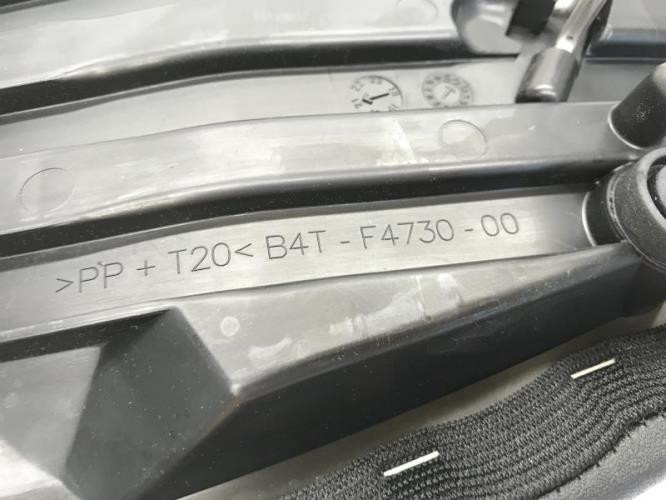 >PP + T20< B4T - F4730 - 00